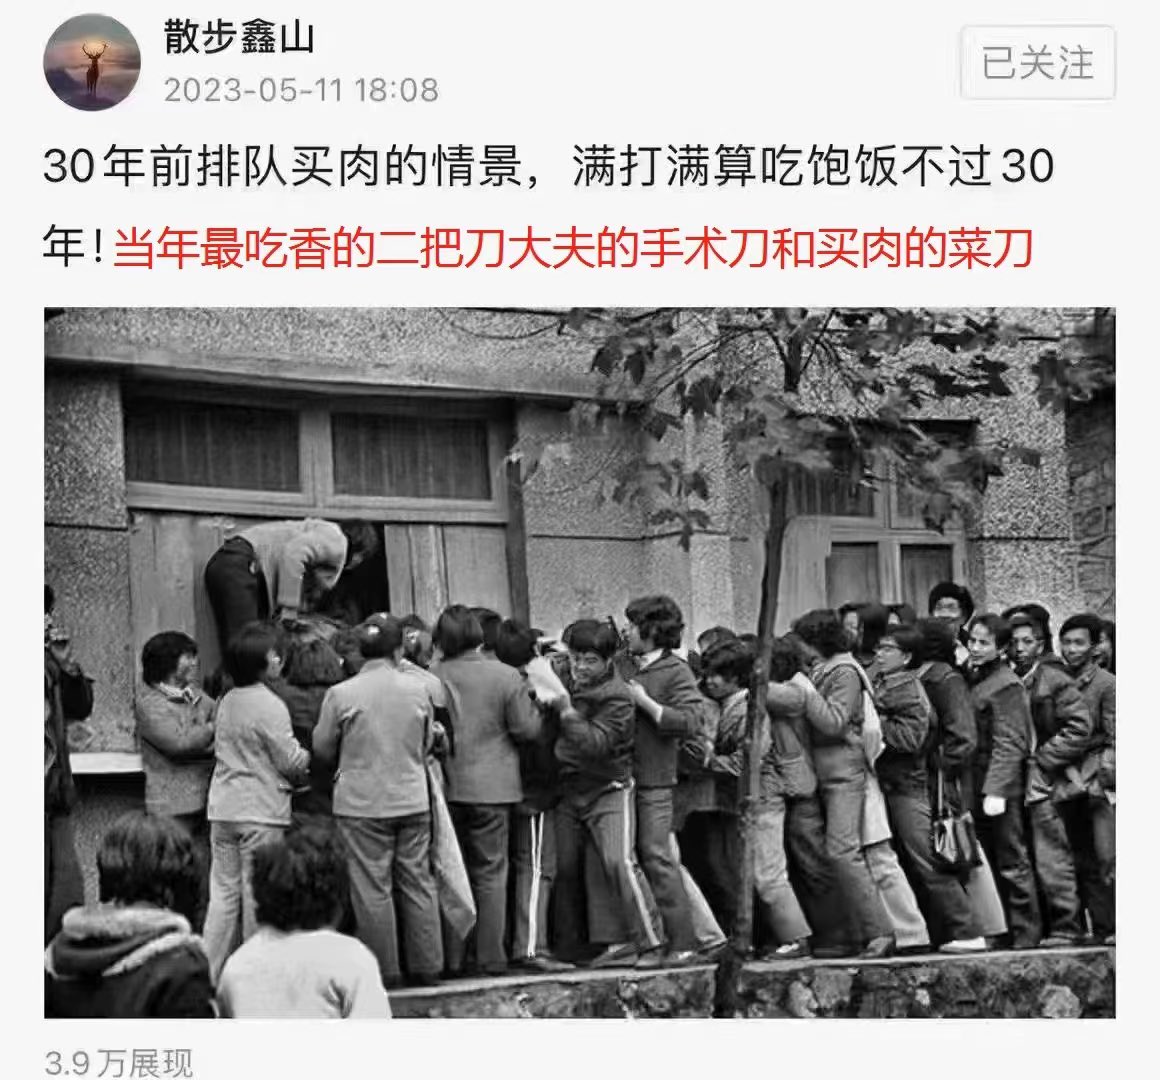 散步鑫山
2023-05-11 18:08
已关注
30年前排队买肉的情景，满打满算吃饱饭不过30
年！当年最吃香的二把刀大夫的手术刀和买肉的菜刀
3.9万展现